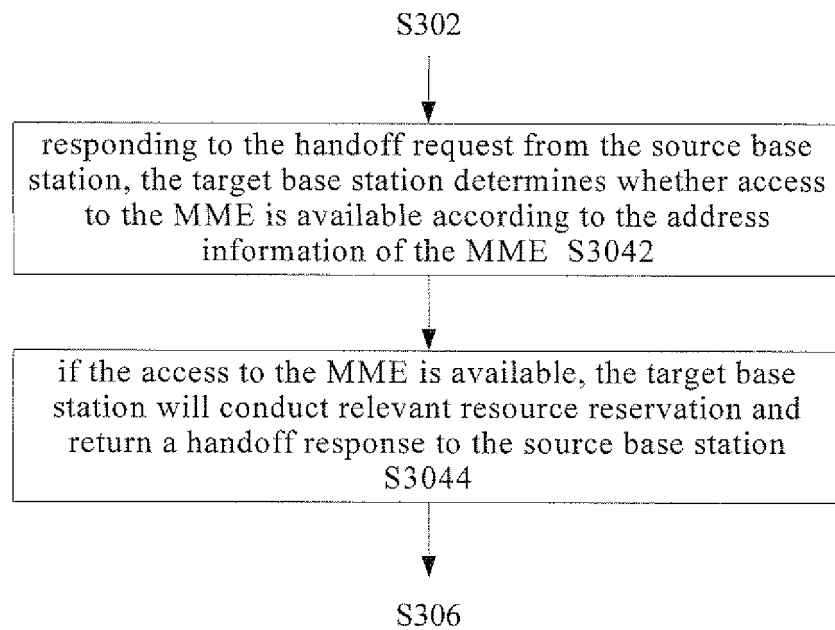 S302
responding to the handoff request from the source base
station, the target base station determines whether access
to the MME is available according to the address
information of the MME S3042
if the access to the MME is available, the target base
station will conduct relevant resource reservation and
return a handoff response to the source base station
S3044
S306